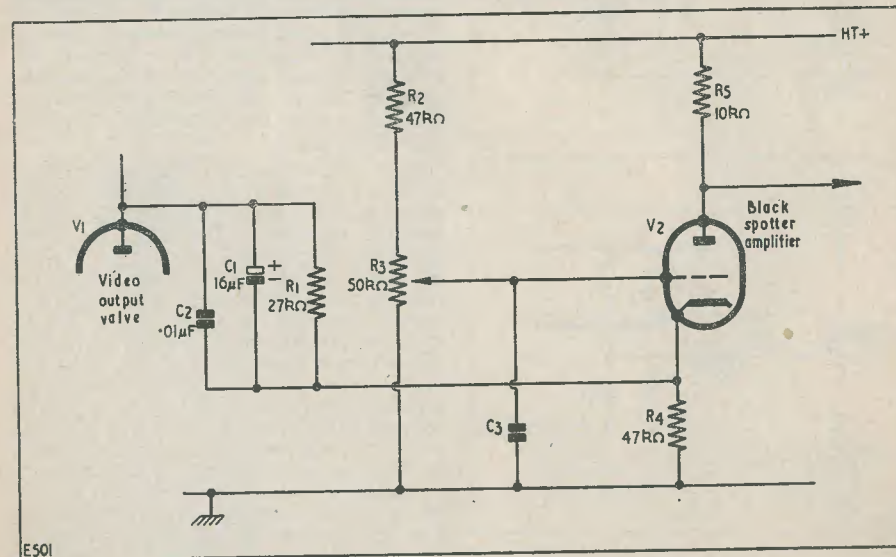 HT+
R2
47kΩ
R5
10kΩ
V1
Video
output
valve
C2
·01µF
C1
16µF
+
−
R1
27kΩ
R3
50kΩ
V2
Black
spotter
amplifier
C3
R4
47kΩ
E501